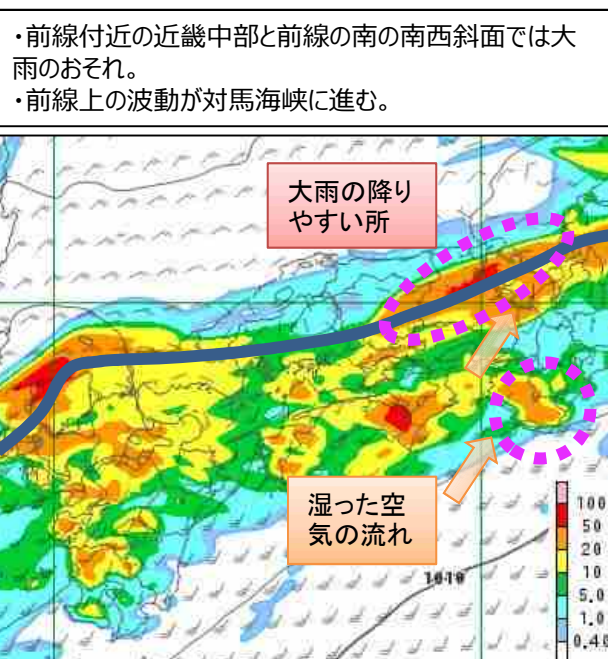 ・前線付近の近畿中部と前線の南の南西斜面では大
雨のおそれ。
・前線上の波動が対馬海峡に進む。
大雨の降り
やすい所
湿った空
気の流れ
1010
100
50
20
10
5.0
1.0
0.40